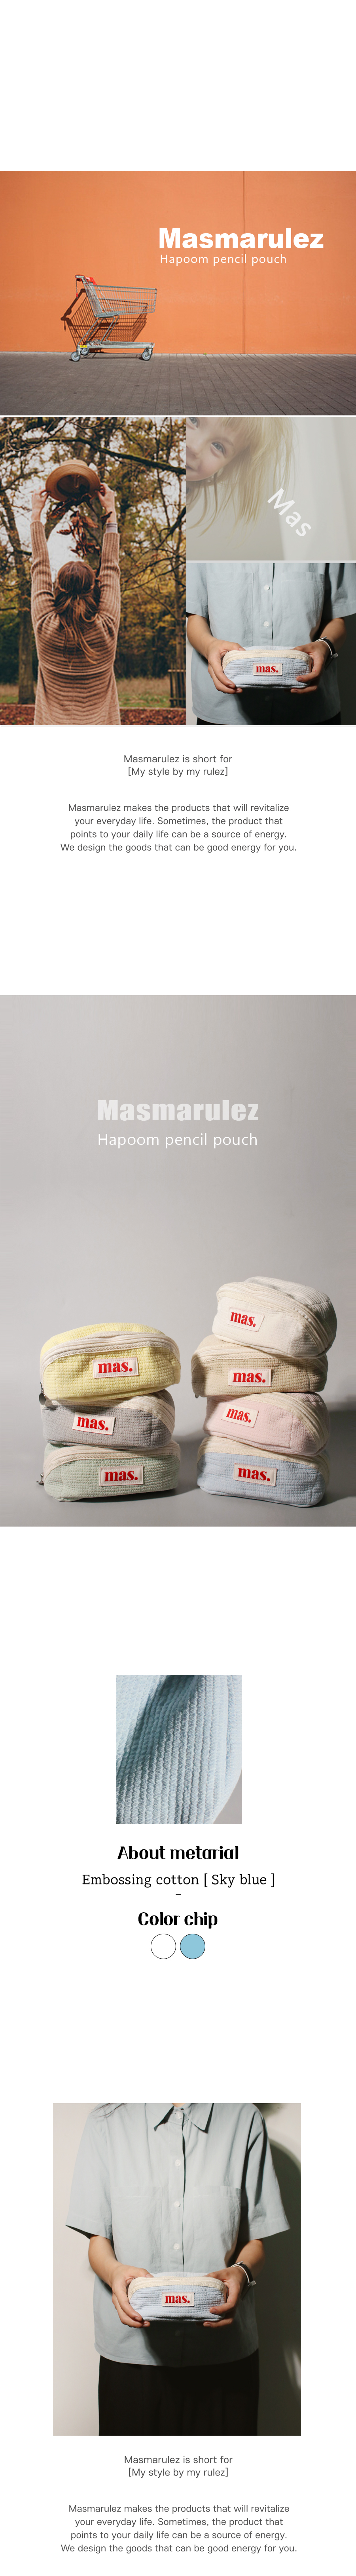 Masmarulez
Hapoom pencil pouch
Mas
mas.
Masmarulez is short for
[My style by my rulez]
Masmarulez makes the products that will revitalize
your everyday life. Sometimes, the product that
points to your daily life can be a source of energy.
We design the goods that can be good energy for you.
Masmarulez
Hapoom pencil pouch
mas.
mas.
mas.
mas.
mas.
mas.
mas.
About metarial
Embossing cotton [ Sky blue ]
–
Color chip
mas.
Masmarulez is short for
[My style by my rulez]
Masmarulez makes the products that will revitalize
your everyday life. Sometimes, the product that
points to your daily life can be a source of energy.
We design the goods that can be good energy for you.